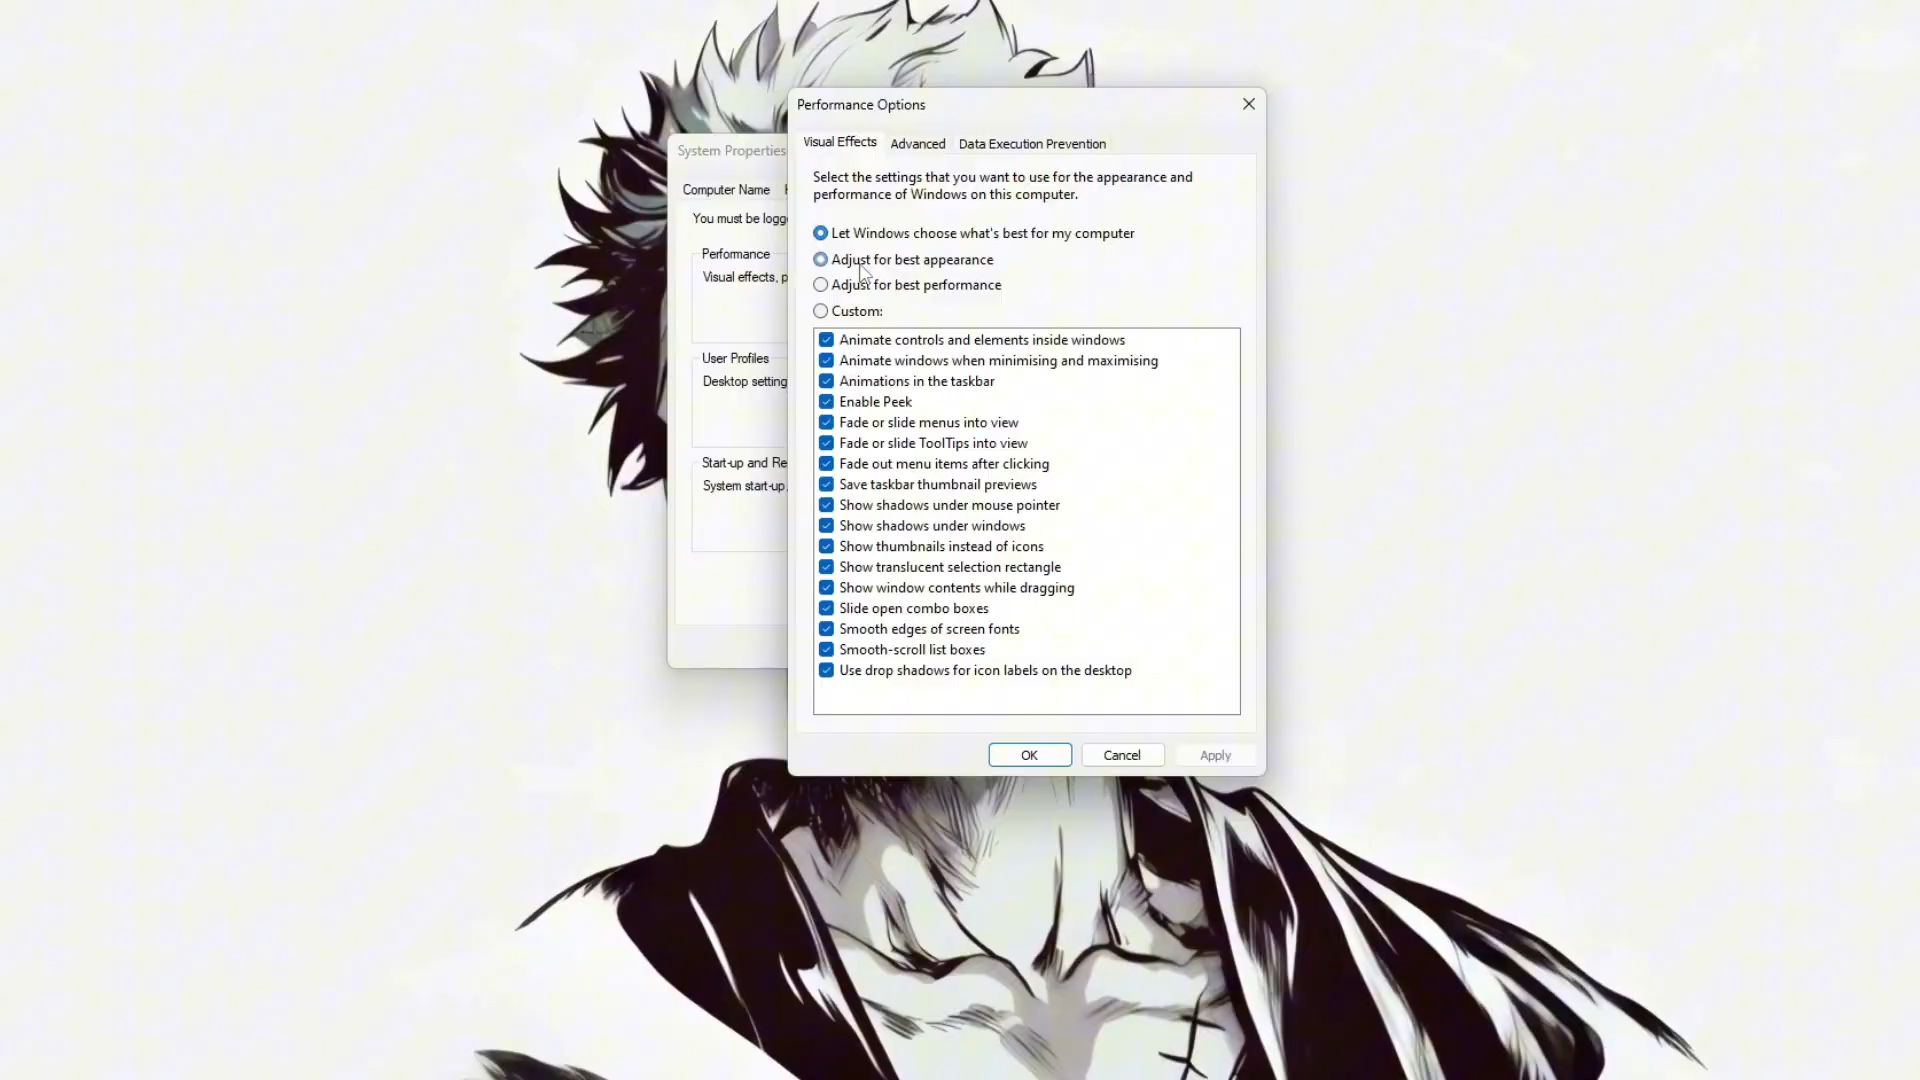 Performance Options
System Properties
Visual Effects
Advanced
Data Execution Prevention
Computer Name
Select the settings that you want to use for the appearance and
performance of Windows on this computer.
You must be logg
Let Windows choose what's best for my computer
Performance
Adjust for best appearance
Visual effects, p
Adjust for best performance
Custom:
Animate controls and elements inside windows
User Profiles
Animate windows when minimising and maximising
Desktop setting
Animations in the taskbar
Enable Peek
Fade or slide menus into view
Fade or slide ToolTips into view
Start-up and Re
Fade out menu items after clicking
System start-up,
Save taskbar thumbnail previews
Show shadows under mouse pointer
Show shadows under windows
Show thumbnails instead of icons
Show translucent selection rectangle
Show window contents while dragging
Slide open combo boxes
Smooth edges of screen fonts
Smooth-scroll list boxes
Use drop shadows for icon labels on the desktop
OK
Cancel
Apply